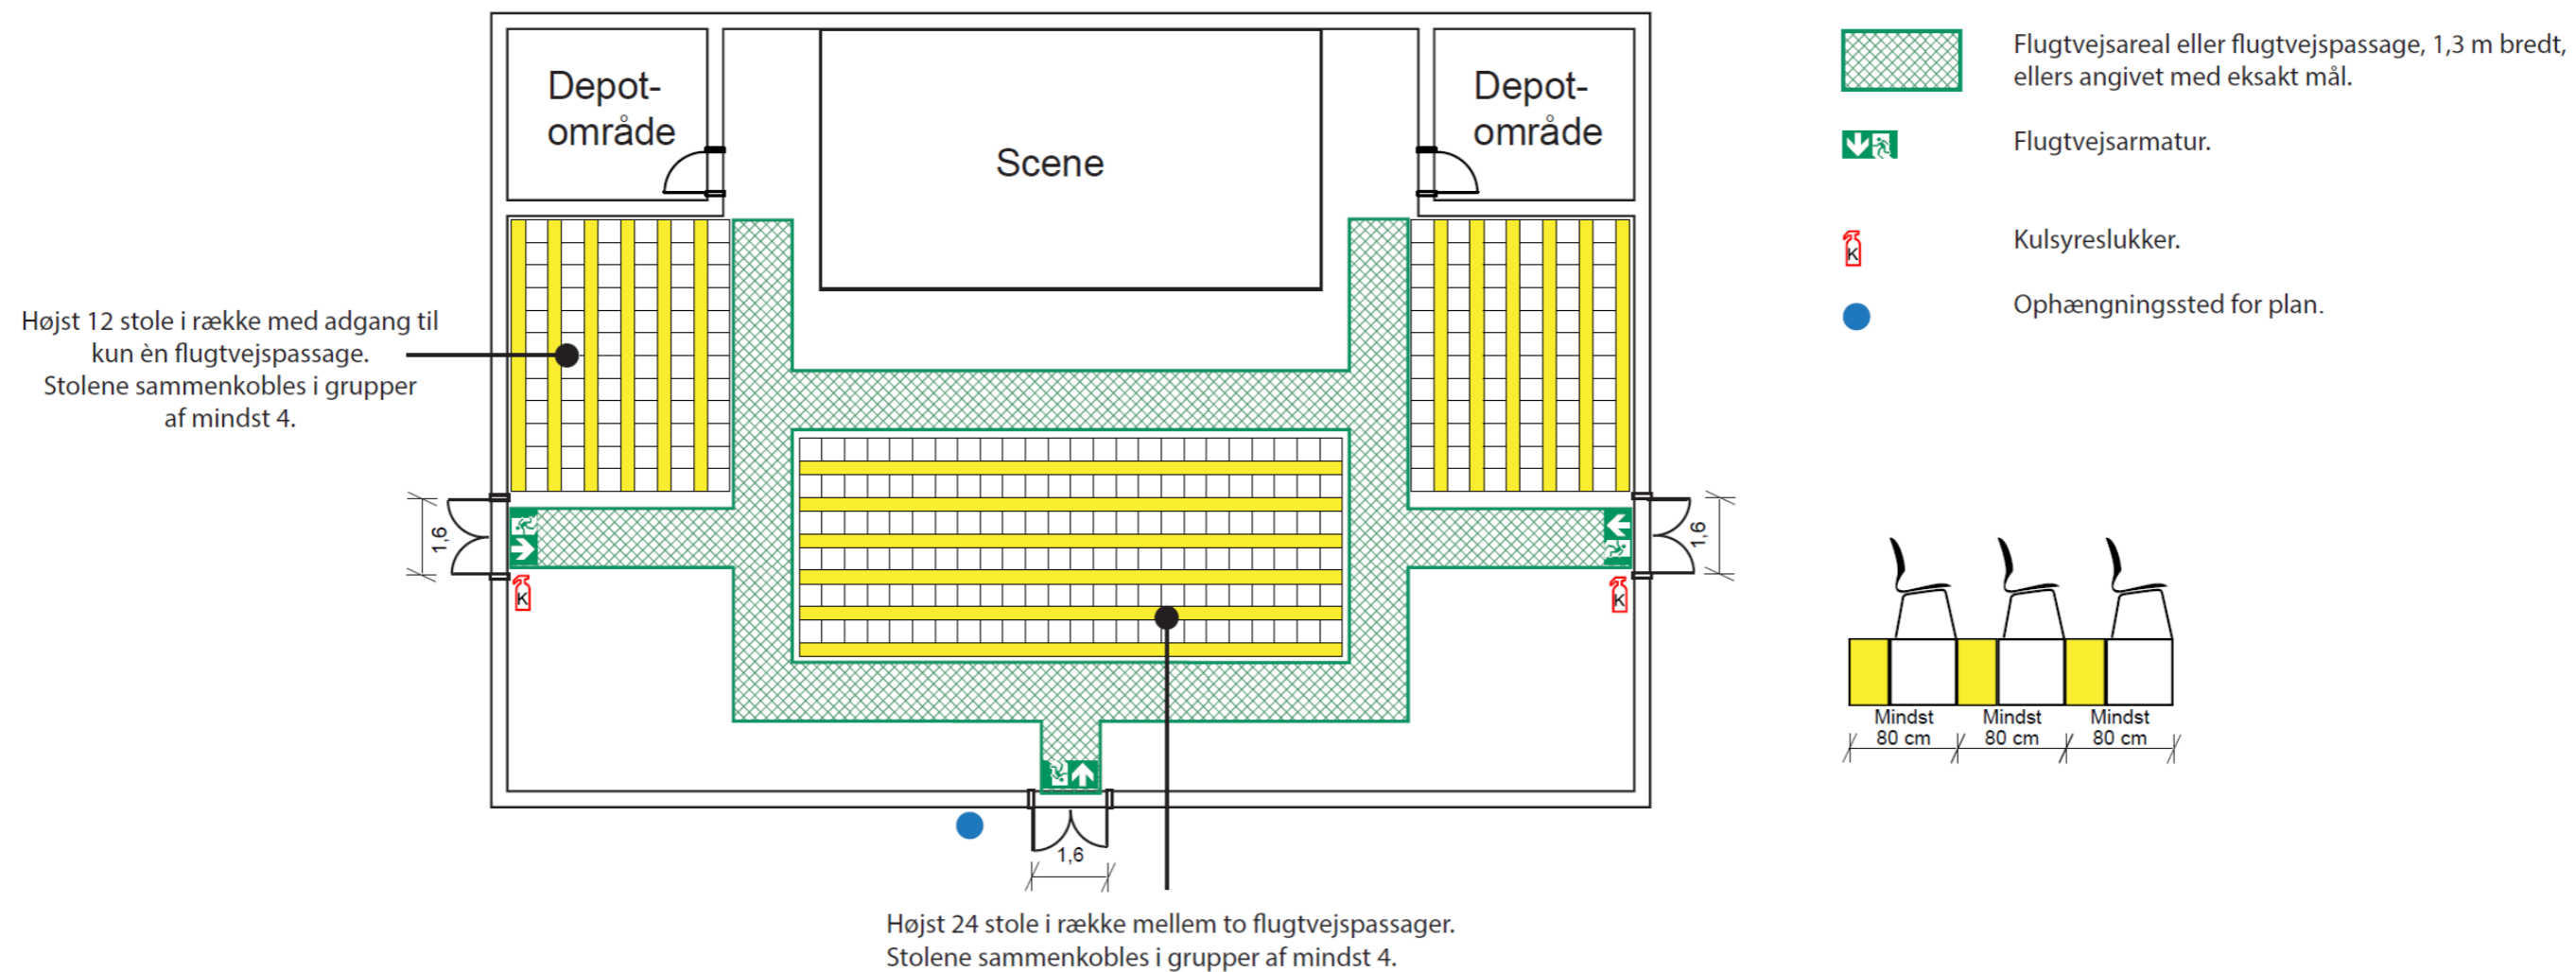 Depot-
område
Scene
Depot-
område
Flugtvejsareal eller flugtvejspassage, 1,3 m bredt,
ellers angivet med eksakt mål.
Flugtvejsarmatur.
K
Kulsyreslukker.
Ophængningssted for plan.
Højst 12 stole i række med adgang til
kun èn flugtvejspassage.
Stolene sammenkobles i grupper
af mindst 4.
1,6
1,6
K
K
Mindst
80 cm
Mindst
80 cm
Mindst
80 cm
1,6
Højst 24 stole i række mellem to flugtvejspassager.
Stolene sammenkobles i grupper af mindst 4.